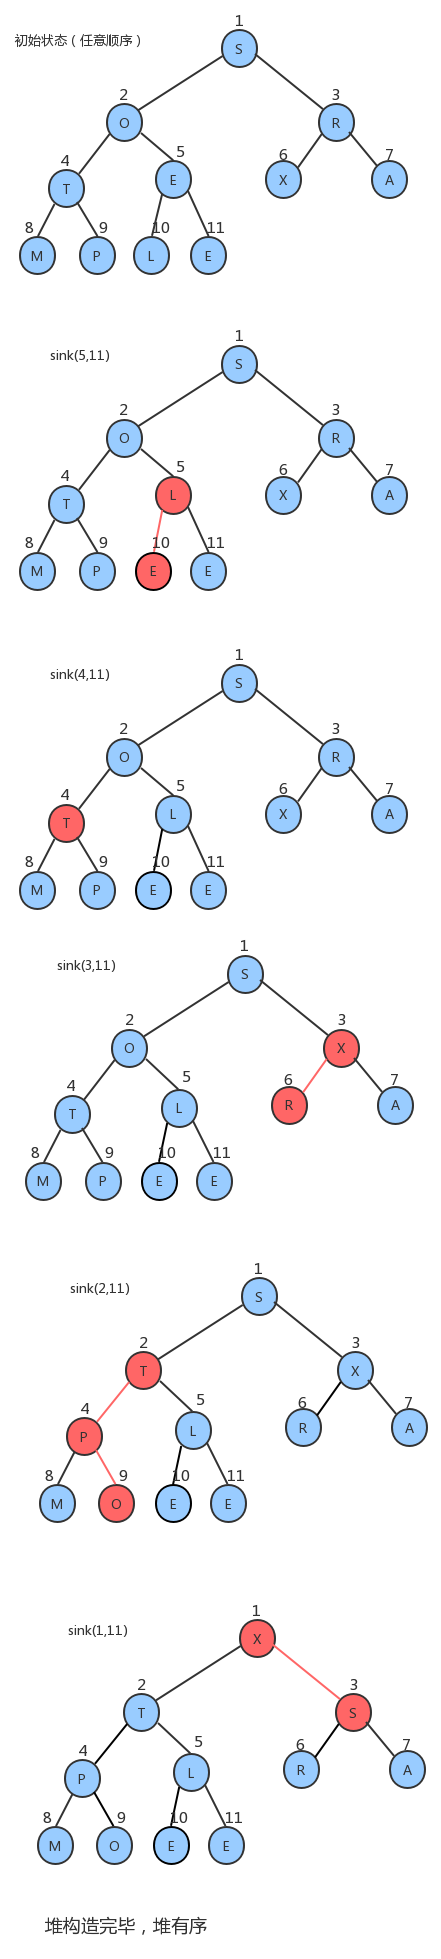 1
初始状态（任意顺序） S
2 3
O R
4 5 6 7
T E X A
8 9 10 11
M P L E
1
sink(5,11) S
2 3
O R
4 5 6 7
T L X A
8 9 10 11
M P E E
1
sink(4,11) S
2 3
O R
4 5 6 7
T L X A
8 9 10 11
M P E E
1
sink(3,11) S
2 3
O X
4 5 6 7
T L R A
8 9 10 11
M P E E
1
sink(2,11) S
2 3
T X
4 5 6 7
P L R A
8 9 10 11
M O E E
1
sink(1,11) X
2 3
T S
4 5 6 7
P L R A
8 9 10 11
M O E E
堆构造完毕，堆有序